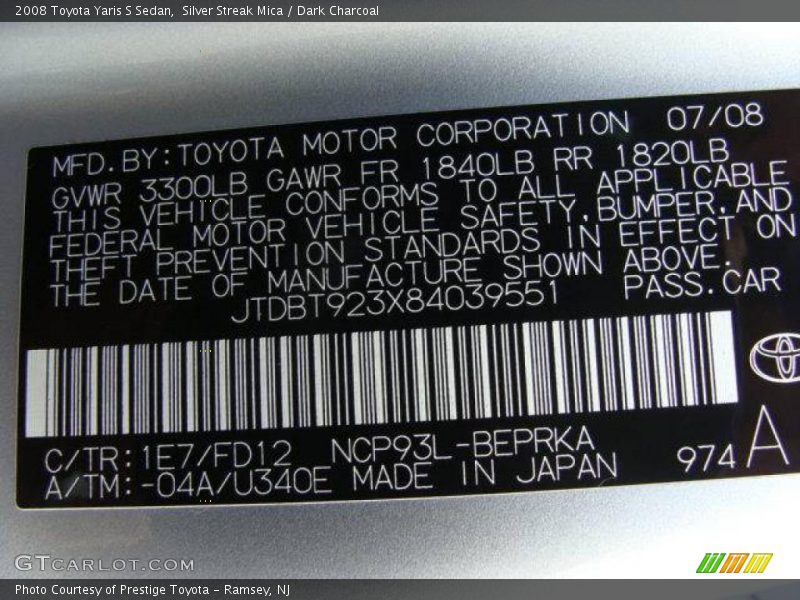 2008 Toyota Yaris S Sedan,  Silver Streak Mica / Dark Charcoal
MFD.BY:TOYOTA MOTOR CORPORATION 07/08
GVWR 3300LB GAWR FR 1840LB RR 1820LB
THIS VEHICLE CONFORMS TO ALL APPLICABLE
FEDERAL MOTOR VEHICLE SAFETY,BUMPER,AND
THEFT PREVENTION STANDARDS IN EFFECT ON
THE DATE OF MANUFACTURE SHOWN ABOVE.
JTDBT923X84039551 PASS.CAR
C/TR:1E7/FD12 NCP93L-BEPRKA
A/TM:-04A/U340E MADE IN JAPAN 974 A
GTCARLOT.COM
Photo Courtesy of Prestige Toyota - Ramsey, NJ